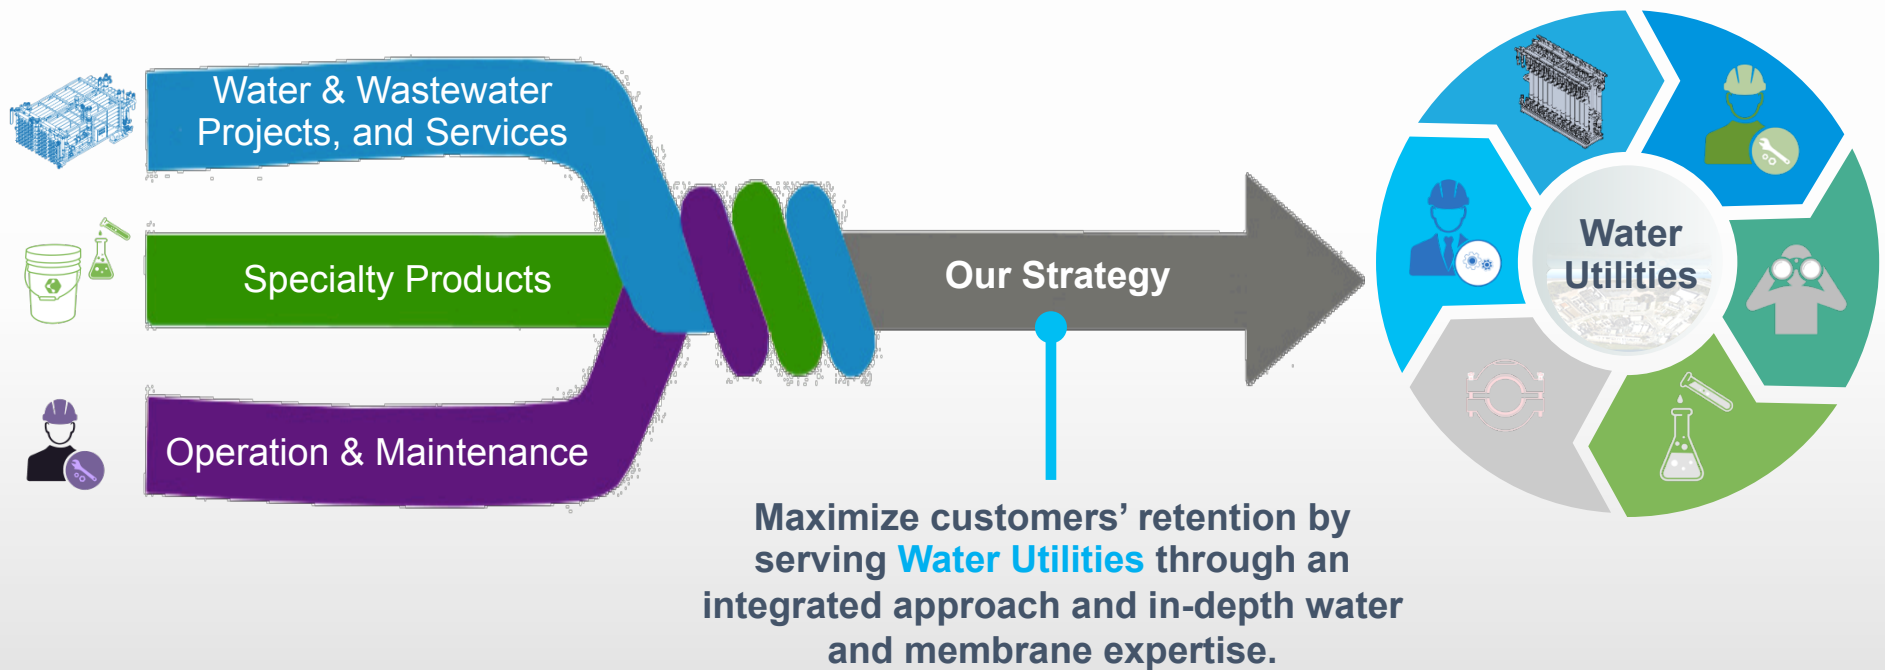 Water & Wastewater
Projects, and Services
Specialty Products
Operation & Maintenance
Our Strategy
Water
Utilities
Maximize customers’ retention by
serving Water Utilities through an
integrated approach and in-depth water
and membrane expertise.